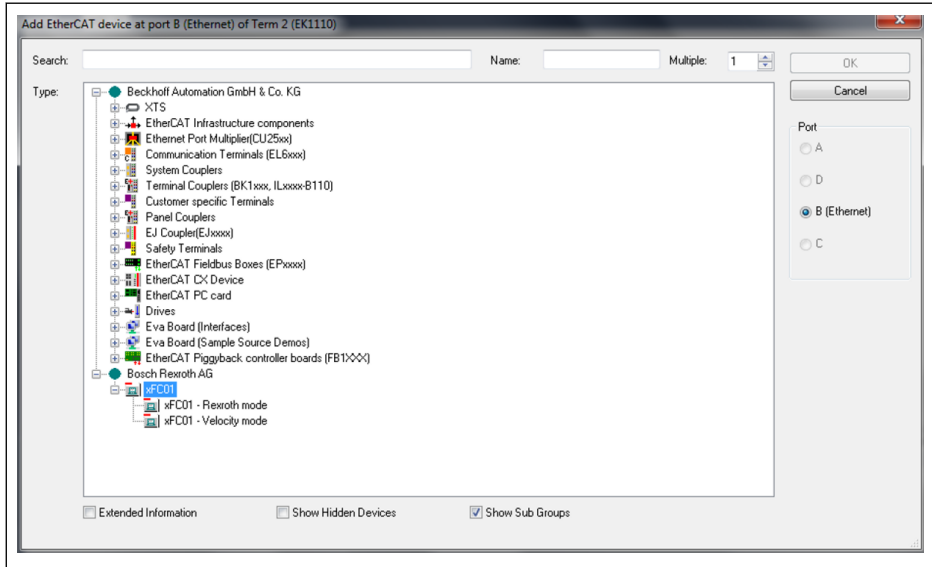 Add EtherCAT device at port B (Ethernet) of Term 2 (EK1110)
Search:
Name:
Multiple:
1
OK
Type:
Cancel
Beckhoff Automation GmbH & Co. KG
XTS
EtherCAT Infrastructure components
Ethernet Port Multiplier(CU25xx)
Communication Terminals (EL6xxx)
System Couplers
Terminal Couplers (BK1xxx, ILxxxx-B110)
Customer specific Terminals
Panel Couplers
EJ Coupler(EJxxxx)
Safety Terminals
EtherCAT Fieldbus Boxes (EPxxxx)
EtherCAT CX Device
EtherCAT PC card
Drives
Eva Board (Interfaces)
Eva Board (Sample Source Demos)
EtherCAT Piggyback controller boards (FB1XXX)
Bosch Rexroth AG
xFC01
xFC01 - Rexroth mode
xFC01 - Velocity mode
Port
A
D
B (Ethernet)
C
Extended Information
Show Hidden Devices
Show Sub Groups